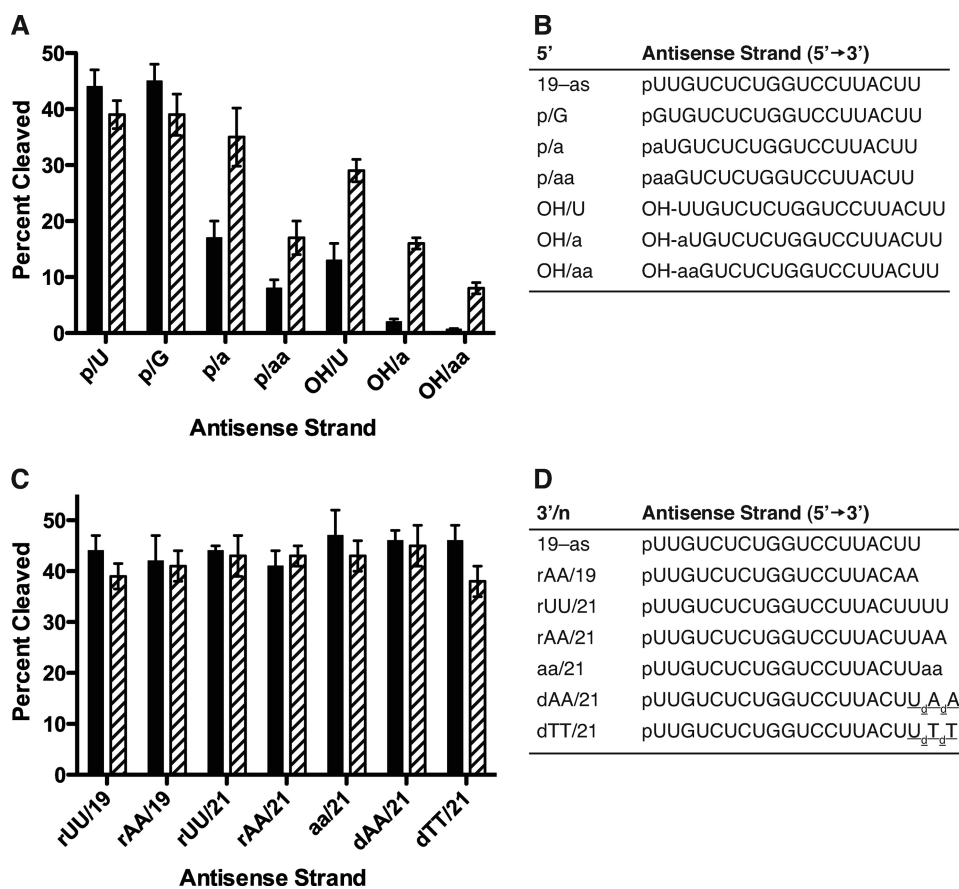 A
50
40
30
20
10
0
Percent Cleaved
p/U
p/G
p/a
p/aa
OH/U
OH/a
OH/aa
Antisense Strand
B
5’ Antisense Strand (5’→3’)
19–as pUUGUCUCUGGUCCUUACUU
p/G pGUGUCUCUGGUCCUUACUU
p/a paUGUCUCUGGUCCUUACUU
p/aa paaGUCUCUGGUCCUUACUU
OH/U OH-UUGUCUCUGGUCCUUACUU
OH/a OH-aUGUCUCUGGUCCUUACUU
OH/aa OH-aaGUCUCUGGUCCUUACUU
C
50
40
30
20
10
0
Percent Cleaved
rUU/19
rAA/19
rUU/21
rAA/21
aa/21
dAA/21
dTT/21
Antisense Strand
D
3’/n Antisense Strand (5’→3’)
19–as pUUGUCUCUGGUCCUUACUU
rAA/19 pUUGUCUCUGGUCCUUACAA
rUU/21 pUUGUCUCUGGUCCUUACUUUU
rAA/21 pUUGUCUCUGGUCCUUACUUAA
aa/21 pUUGUCUCUGGUCCUUACUUaa
dAA/21 pUUGUCUCUGGUCCUUACUUdAdA
dTT/21 pUUGUCUCUGGUCCUUACUUdTdT